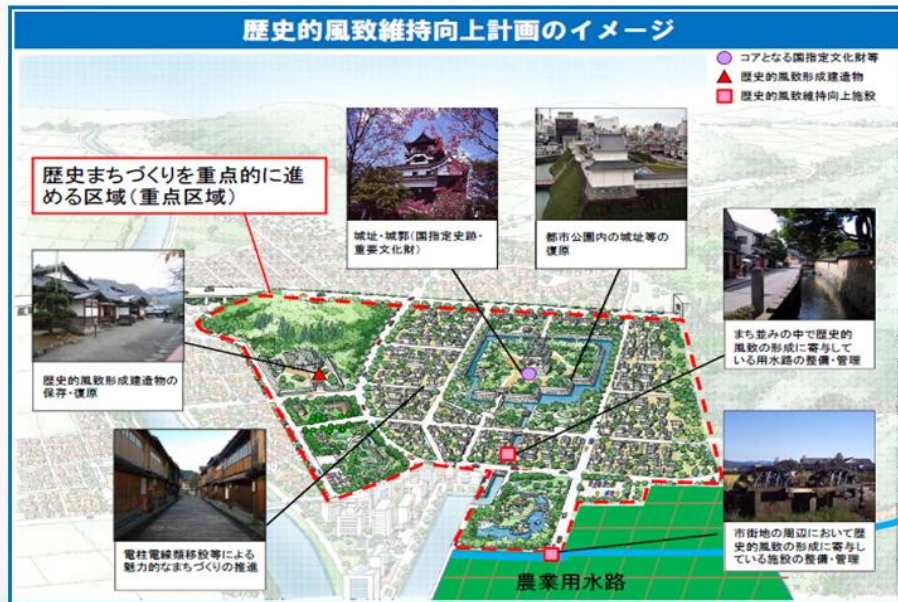 歴史的風致維持向上計画のイメージ
コアとなる国指定文化財等
歴史的風致形成建造物
歴史的風致維持向上施設
歴史まちづくりを重点的に進
める区域(重点区域)
城址・城郭(国指定史跡・
重要文化財)
都市公園内の城址等の
復原
まち並みの中で歴史的
風致の形成に寄与して
いる用水路の整備・管理
歴史的風致形成建造物の
保存・復原
電柱電線類移設等による
魅力的なまちづくりの推進
市街地の周辺において歴
史的風致の形成に寄与し
ている施設の整備・管理
農業用水路